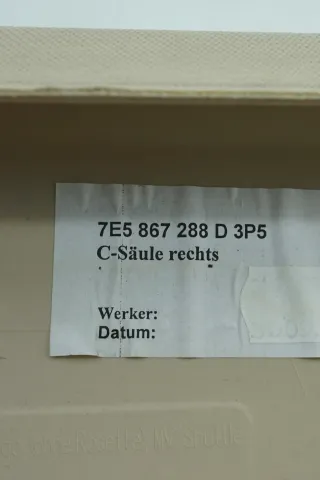 7E5 867 288 D 3P5
C-Säule rechts
Werker:
Datum: